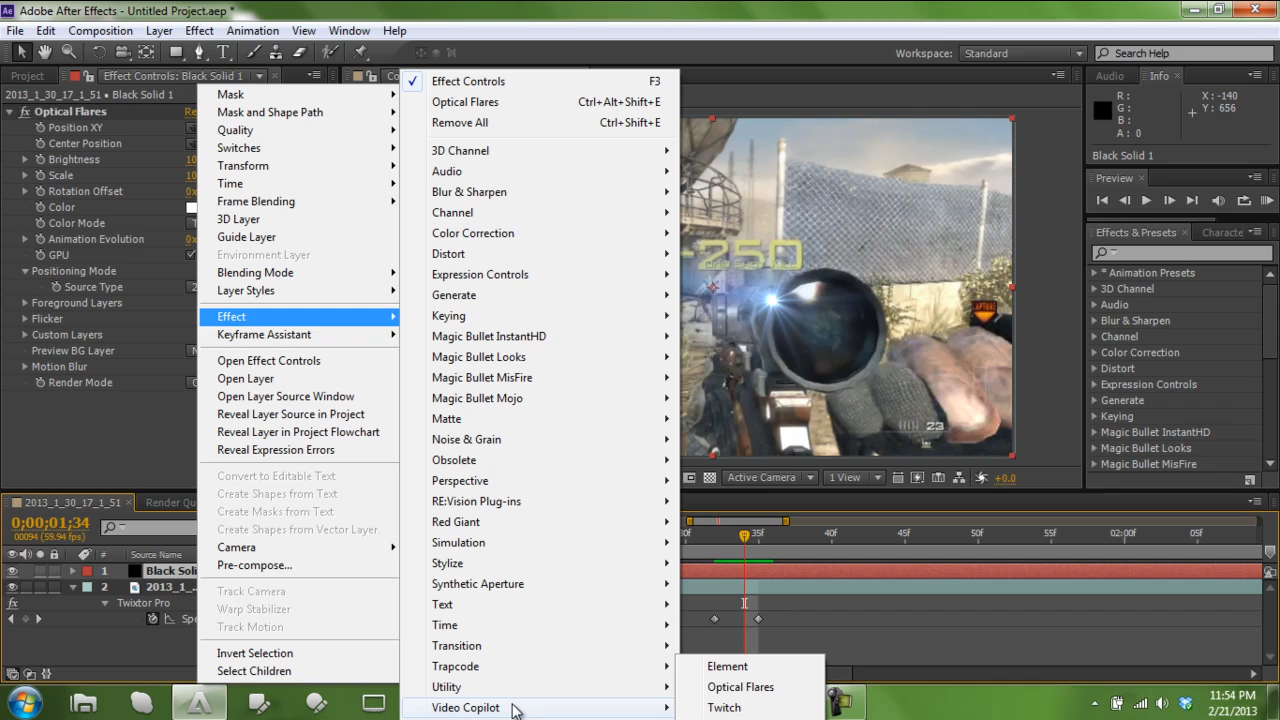 Adobe After Effects - Untitled Project.aep *
File Edit Composition Layer Effect Animation View Window Help
Workspace: Standard Search Help
Project Effect Controls: Black Solid 1
2013_1_30_17_1_51 • Black Solid 1
Optical Flares
Position XY
Center Position
Brightness
Scale
Rotation Offset
Color
Color Mode
Animation Evolution
GPU
Positioning Mode
Source Type
Foreground Layers
Flicker
Custom Layers
Preview BG Layer
Motion Blur
Render Mode
Mask
Mask and Shape Path
Quality
Switches
Transform
Time
Frame Blending
3D Layer
Guide Layer
Environment Layer
Blending Mode
Layer Styles
Effect
Keyframe Assistant
Open Effect Controls
Open Layer
Open Layer Source Window
Reveal Layer Source in Project
Reveal Layer in Project Flowchart
Reveal Expression Errors
Convert to Editable Text
Create Shapes from Text
Create Masks from Text
Create Shapes from Vector Layer
Camera
Pre-compose...
Track Camera
Warp Stabilizer
Track Motion
Invert Selection
Select Children
Effect Controls F3
Optical Flares Ctrl+Alt+Shift+E
Remove All Ctrl+Shift+E
3D Channel
Audio
Blur & Sharpen
Channel
Color Correction
Distort
Expression Controls
Generate
Keying
Magic Bullet InstantHD
Magic Bullet Looks
Magic Bullet MisFire
Magic Bullet Mojo
Matte
Noise & Grain
Obsolete
Perspective
RE:Vision Plug-ins
Red Giant
Simulation
Stylize
Synthetic Aperture
Text
Time
Transition
Trapcode
Utility
Video Copilot
Element
Optical Flares
Twitch
-250
CAPTURE
23
Active Camera 1 View +0.0
Audio Info
R: X: -140
G: Y: 656
B:
A: 0
Black Solid 1
Preview
Effects & Presets Characte
* Animation Presets
3D Channel
Audio
Blur & Sharpen
Channel
Color Correction
Distort
Expression Controls
Generate
Keying
Magic Bullet InstantHD
Magic Bullet Looks
Magic Bullet MisFire
2013_1_30_17_1_51 Render Qu
0;00;01;34
00094 (59.94 fps)
# Source Name
1 Black Soli
2 2013_1_...
Twixtor Pro
Spe
35f 40f 45f 50f 55f 02:00f 05f
11:54 PM
2/21/2013